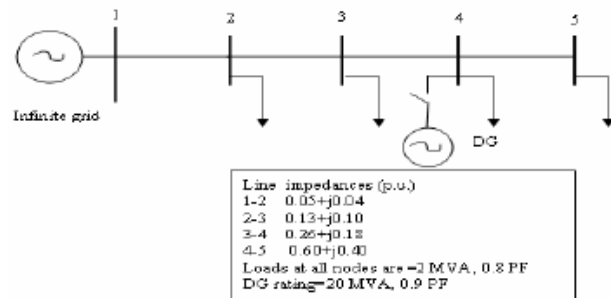 1 2 3 4 5
Infinite grid
DG
Line impedances (p.u.)
1-2 0.05+j0.04
2-3 0.13+j0.10
3-4 0.26+j0.18
4-5 0.60+j0.40
Loads at all nodes are =2 MVA, 0.8 PF
DG rating=20 MVA, 0.9 PF